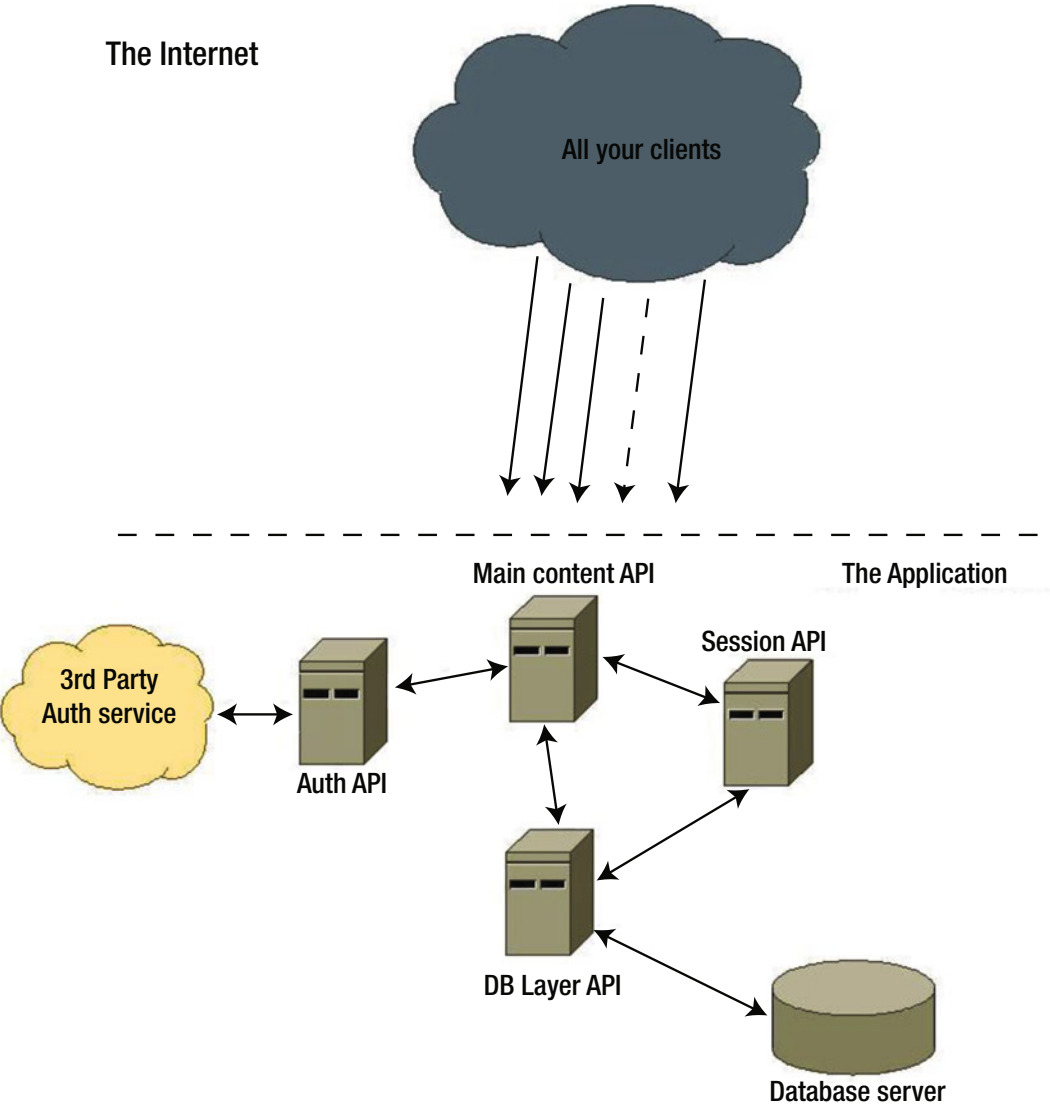 The Internet
All your clients
Main content API
The Application
Session API
3rd Party
Auth service
Auth API
DB Layer API
Database server